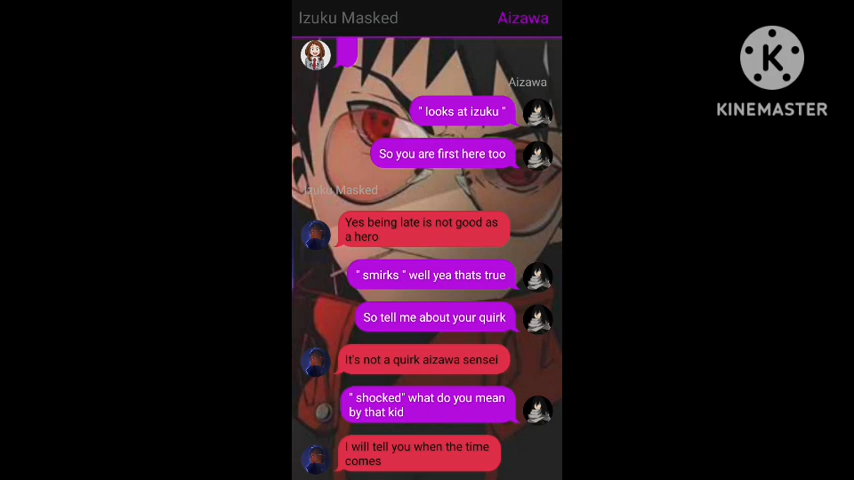 Izuku Masked
Aizawa
Aizawa
" looks at izuku "
So you are first here too
Izuku Masked
Yes being late is not good as
a hero
" smirks " well yea thats true
So tell me about your quirk
It's not a quirk aizawa sensei
" shocked" what do you mean
by that kid
I will tell you when the time
comes
K
KINEMASTER